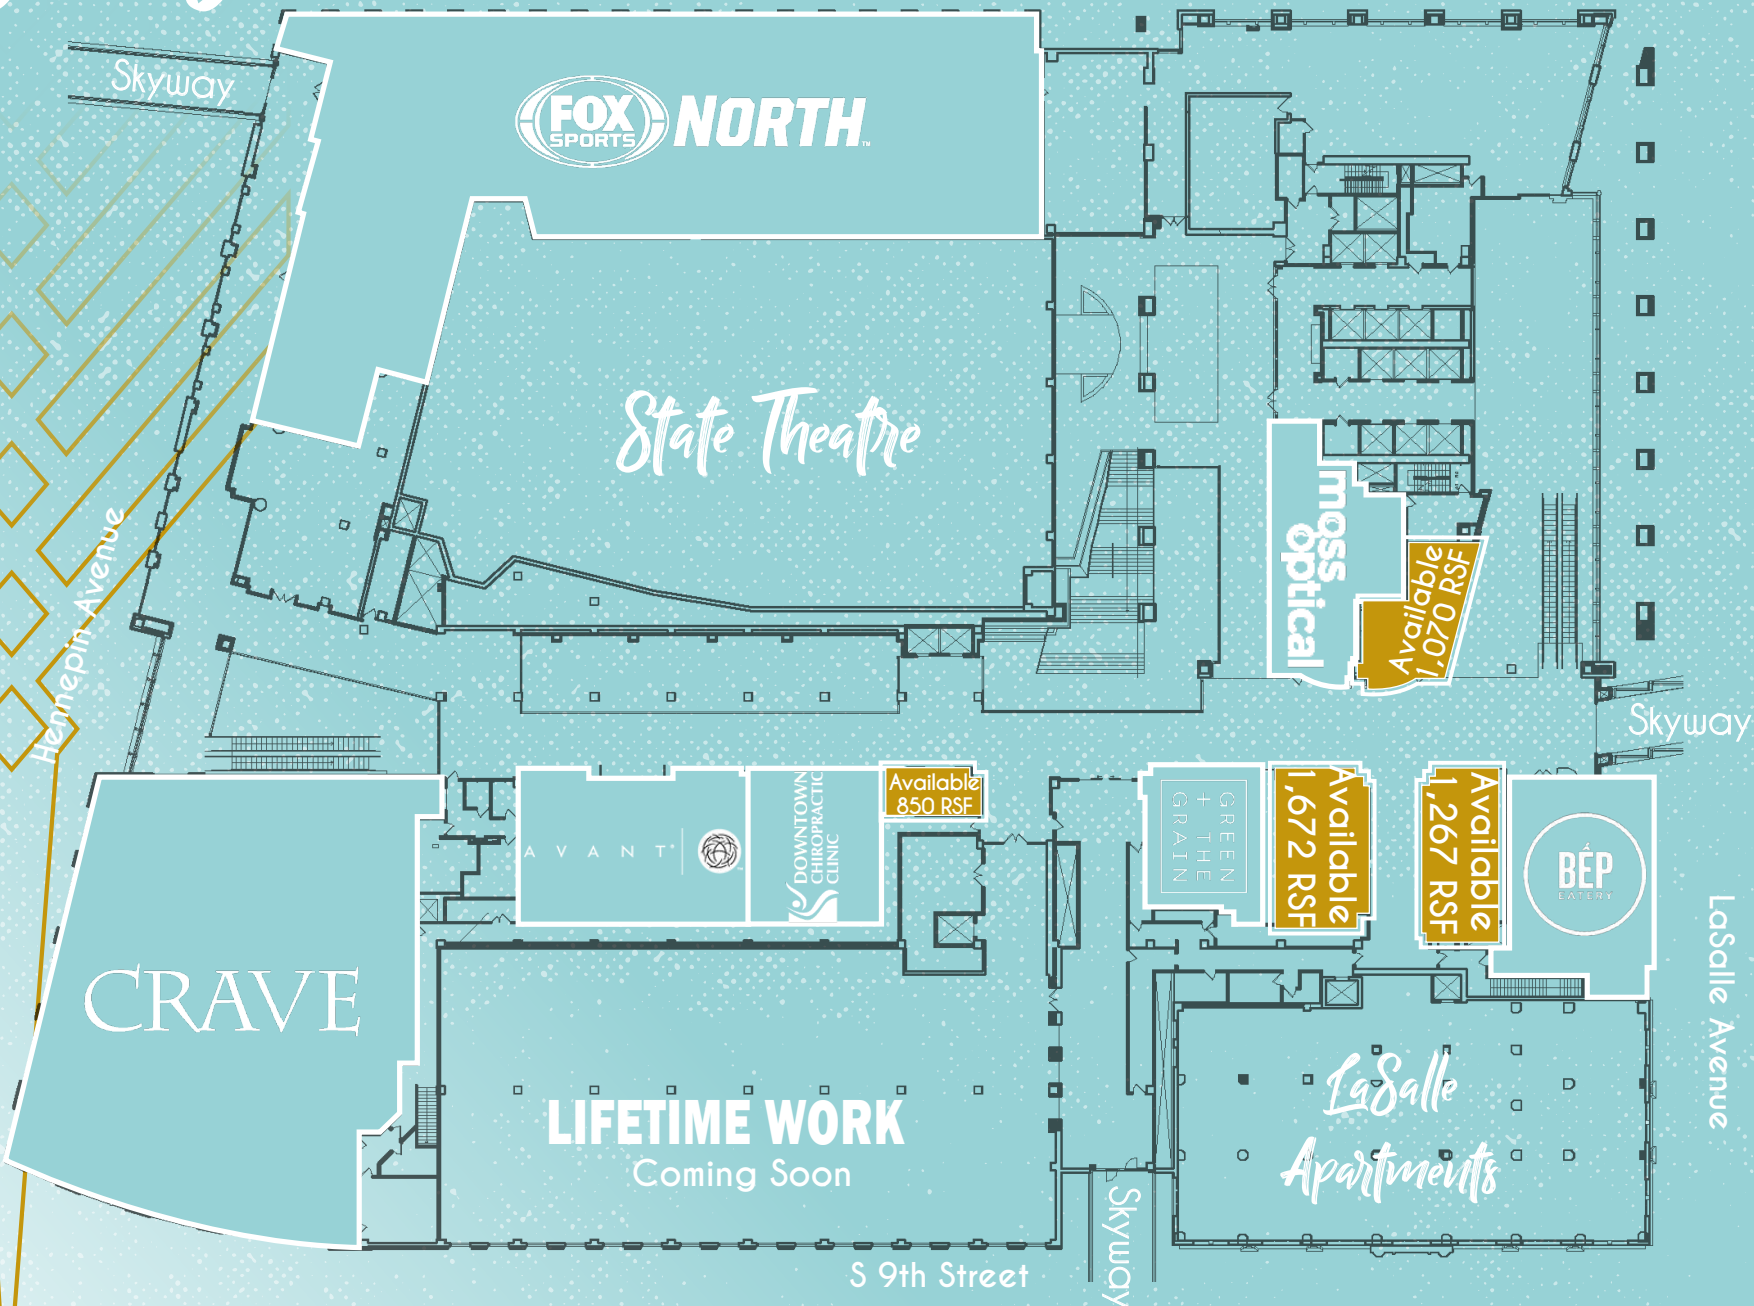 Skyway
FOX
SPORTS
NORTH
™
State Theatre
moss
optical
Available
1,070 RSF
Hennepin Avenue
Skyway
Available
850 RSF
AVANT
DOWNTOWN
CHIROPRACTIC
CLINIC
GREEN
+ THE
GRAIN
Available
1,672 RSF
Available
1,267 RSF
BÉP
EATERY
LaSalle Avenue
CRAVE
LIFETIME WORK
Coming Soon
LaSalle
Apartments
S 9th Street
Skyway